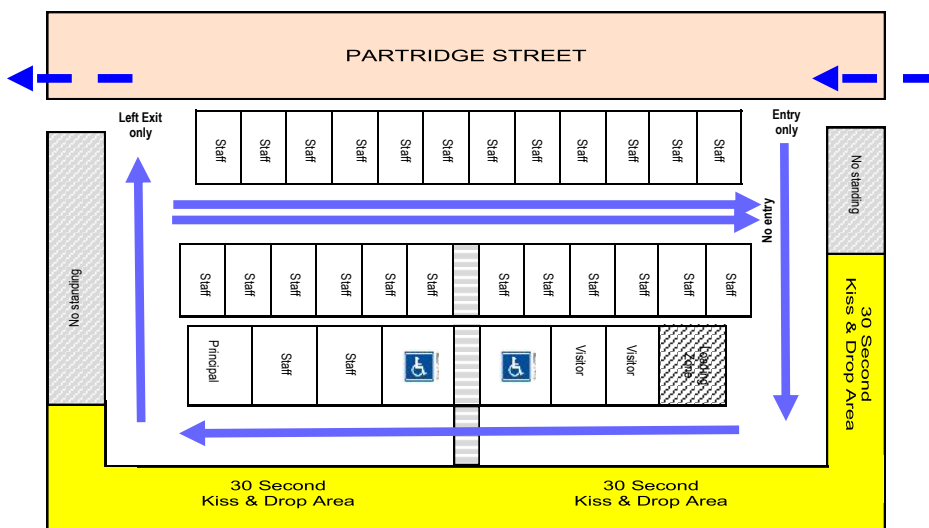 PARTRIDGE STREET
Left Exit
only
Entry
only
Staff
Staff
Staff
Staff
Staff
Staff
Staff
Staff
Staff
Staff
Staff
Staff
No standing
No entry
No standing
Staff
Staff
Staff
Staff
Staff
Staff
Staff
Staff
Staff
Staff
Staff
Staff
30 Second
Kiss & Drop Area
Principal
Staff
Staff
Visitor
Visitor
Loading
Zone
30 Second
Kiss & Drop Area
30 Second
Kiss & Drop Area